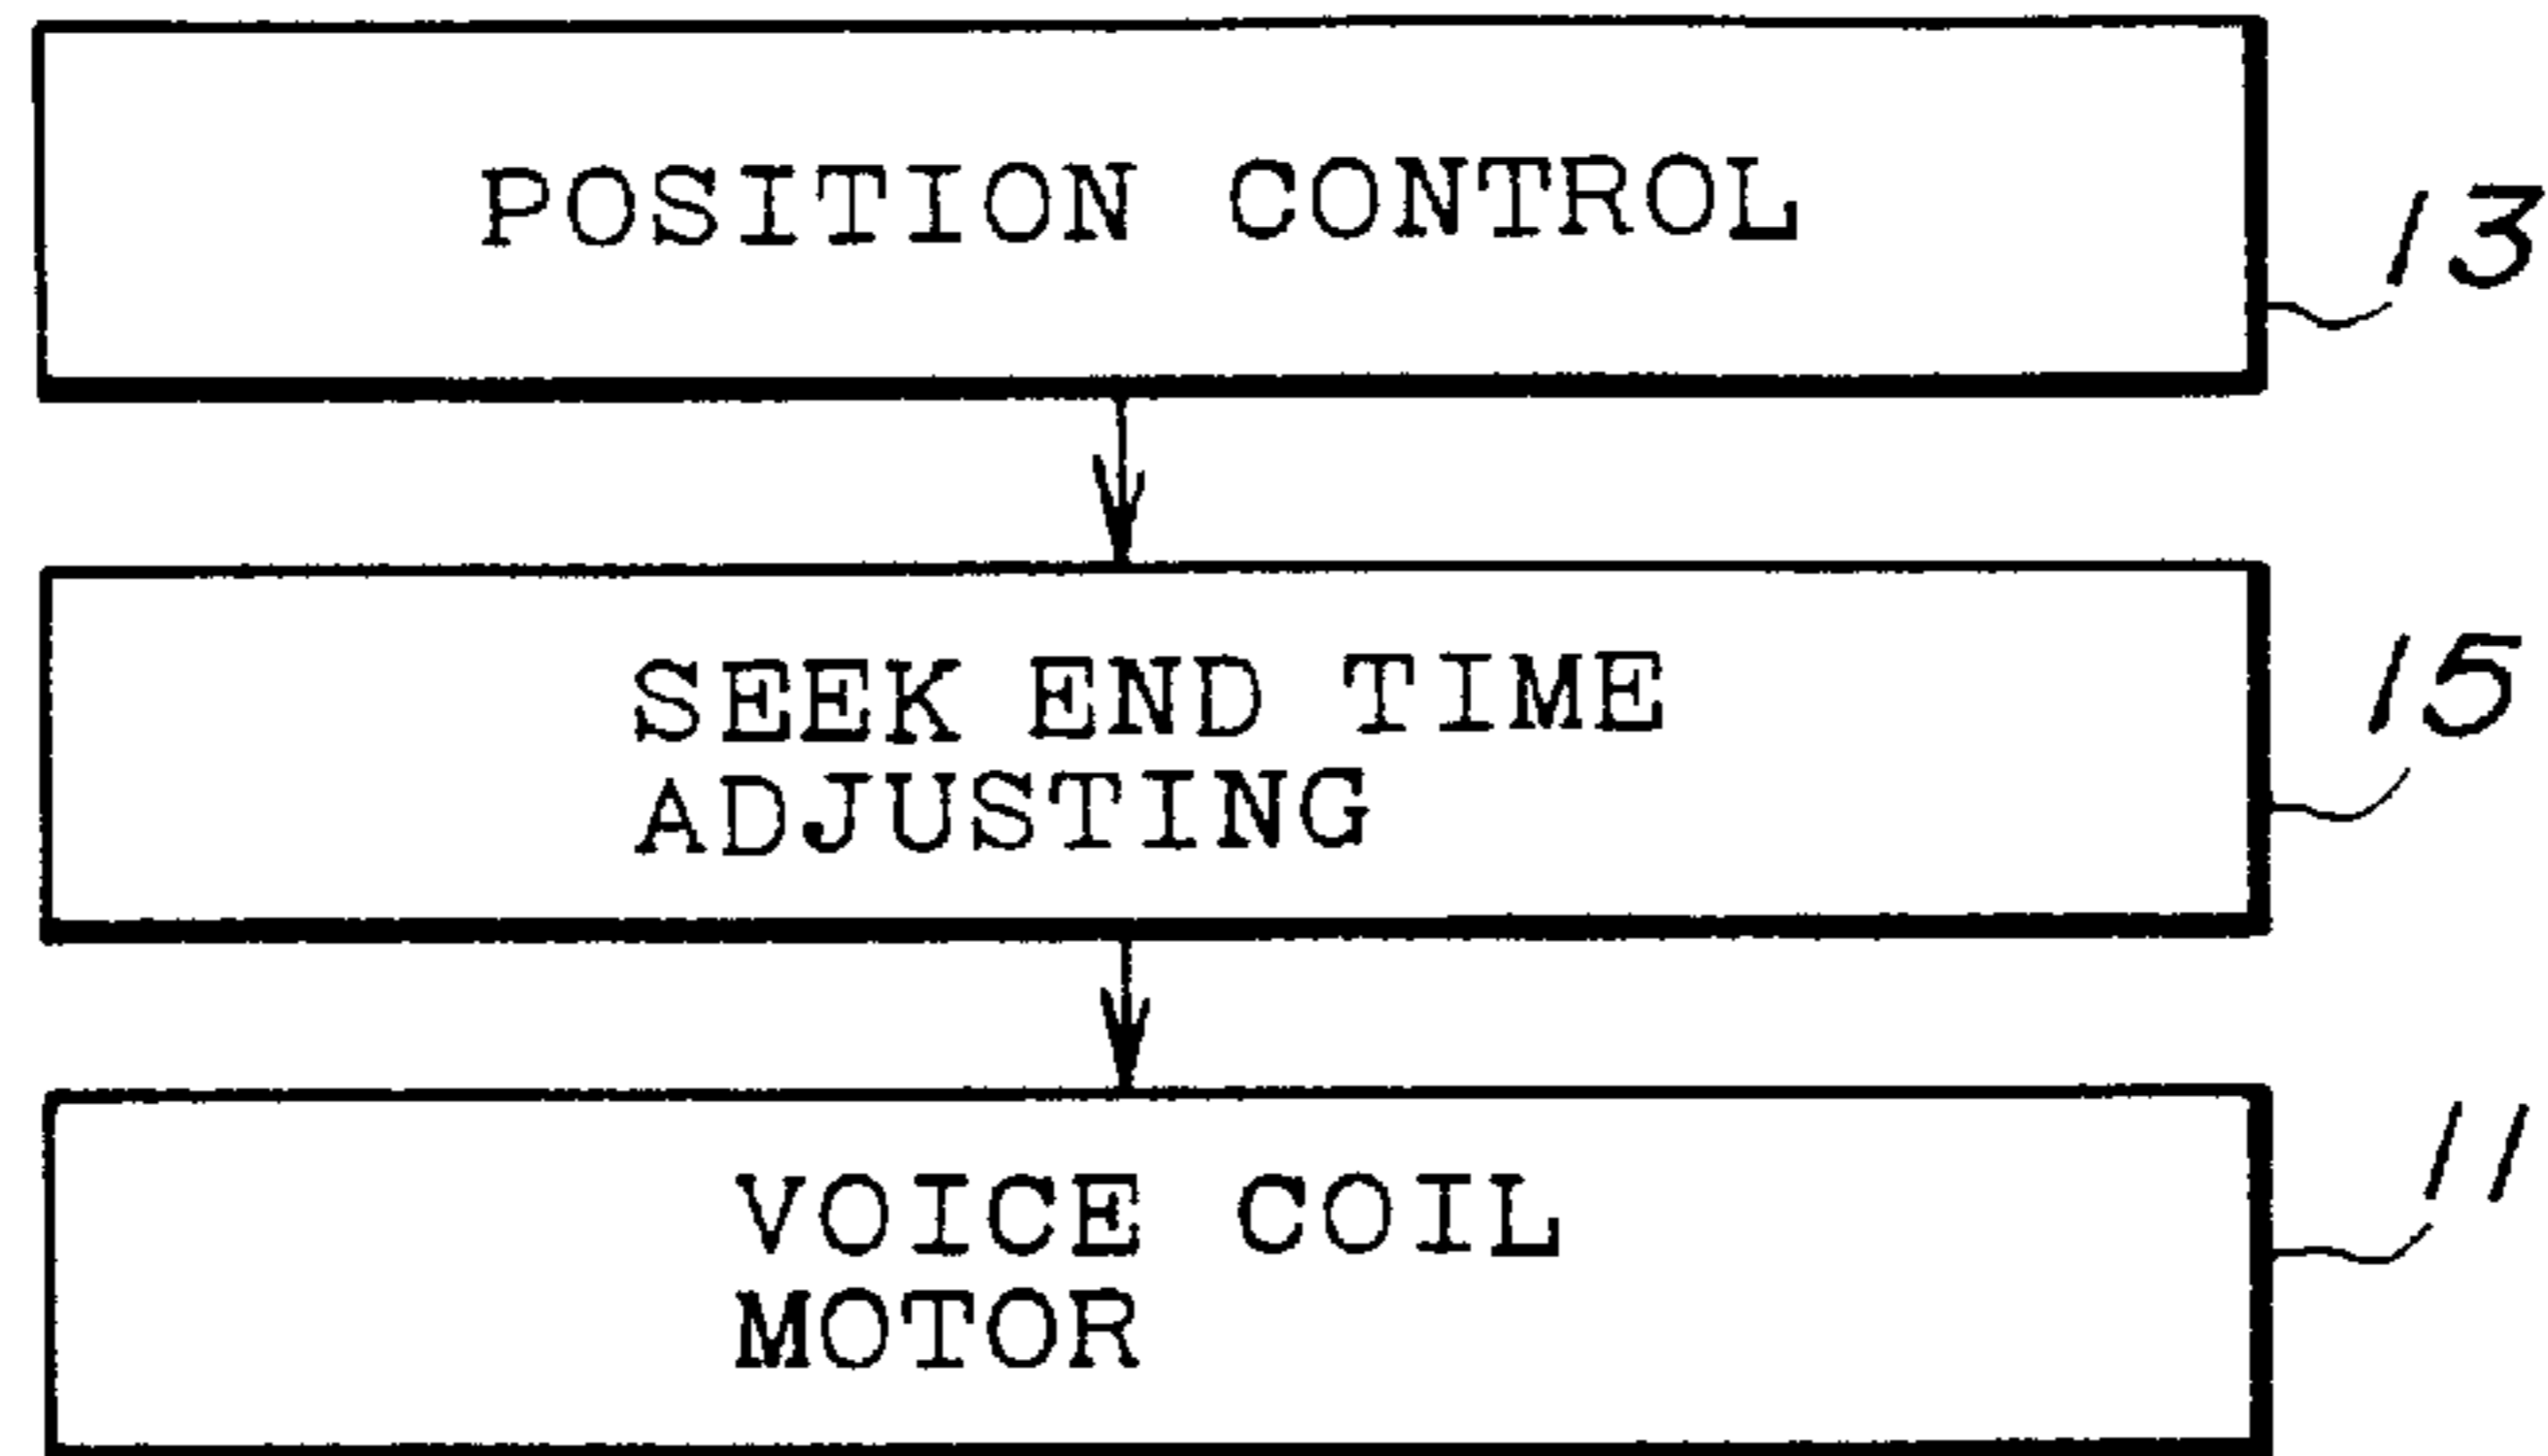 POSITION CONTROL
13
SEEK END TIME
ADJUSTING
15
VOICE COIL
MOTOR
11